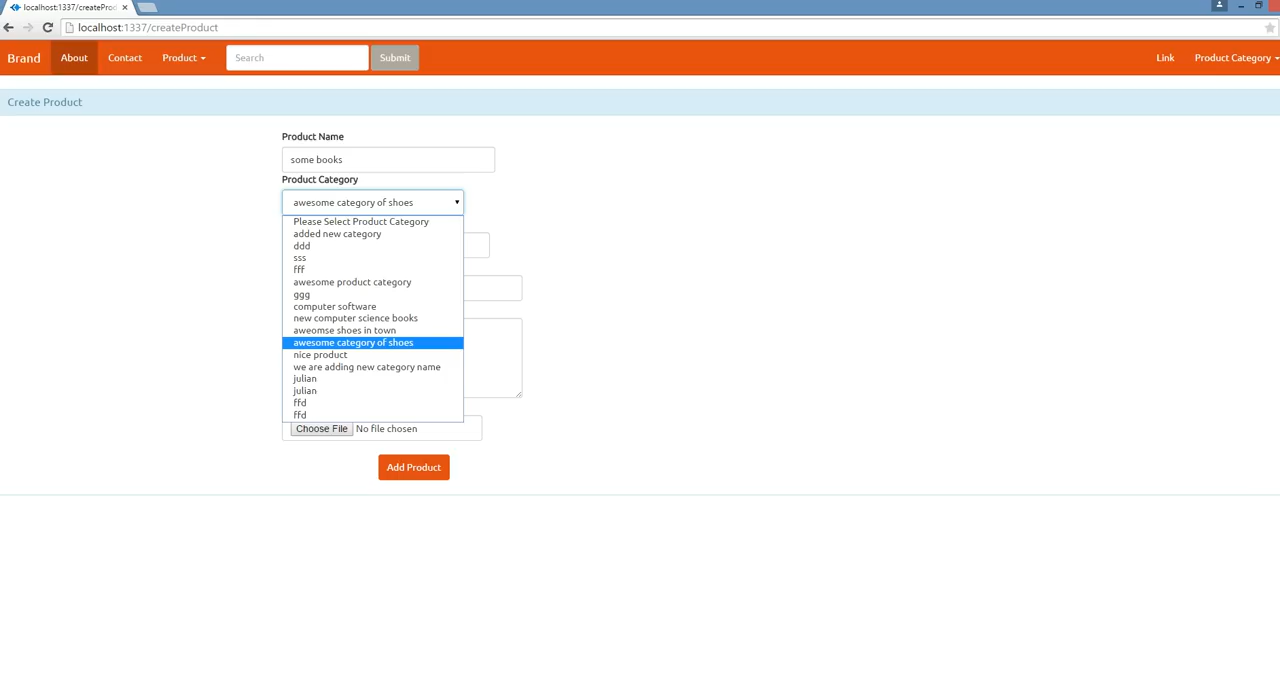 localhost:1337/createProd
localhost:1337/createProduct
Brand About Contact Product Search Submit Link Product Category
Create Product
Product Name
some books
Product Category
awesome category of shoes
Please Select Product Category
added new category
ddd
sss
fff
awesome product category
ggg
computer software
new computer science books
aweomse shoes in town
awesome category of shoes
nice product
we are adding new category name
julian
julian
ffd
ffd
Choose File No file chosen
Add Product